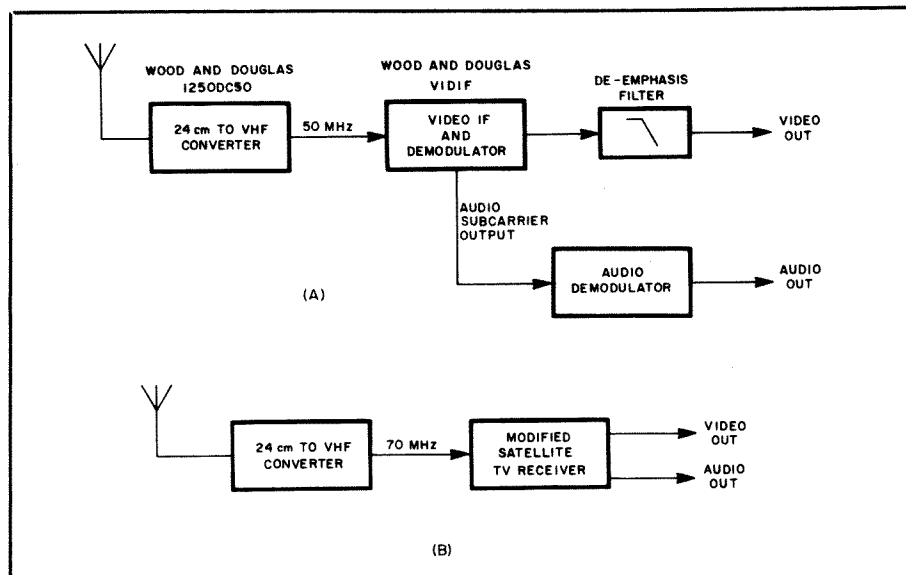 WOOD AND DOUGLAS
1250DC50
24 cm TO VHF
CONVERTER
50 MHz
WOOD AND DOUGLAS
VIDIF
VIDEO IF
AND
DEMODULATOR
DE-EMPHASIS
FILTER
VIDEO
OUT
AUDIO
SUBCARRIER
OUTPUT
AUDIO
DEMODULATOR
AUDIO
OUT
(A)
24 cm TO VHF
CONVERTER
70 MHz
MODIFIED
SATELLITE
TV RECEIVER
VIDEO
OUT
AUDIO
OUT
(B)